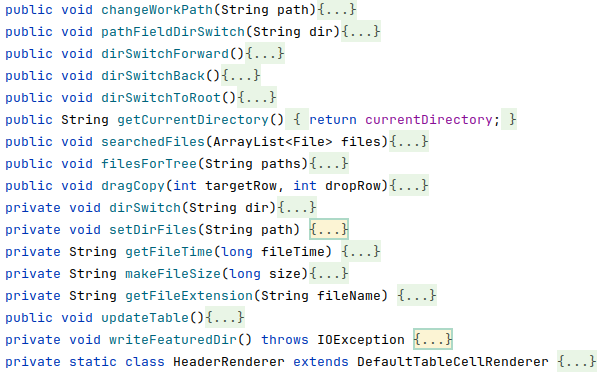 public void changeWorkPath(String path){...}
public void pathFieldDirSwitch(String dir){...}
public void dirSwitchForward(){...}
public void dirSwitchBack(){...}
public void dirSwitchToRoot(){...}
public String getCurrentDirectory() { return currentDirectory; }
public void searchedFiles(ArrayList<File> files){...}
public void filesForTree(String paths){...}
public void dragCopy(int targetRow, int dropRow){...}
private void dirSwitch(String dir){...}
private void setDirFiles(String path) {...}
private String getFileTime(long fileTime) {...}
private String makeFileSize(long size){...}
private String getFileExtension(String fileName) {...}
public void updateTable(){...}
private void writeFeaturedDir() throws IOException {...}
private static class HeaderRenderer extends DefaultTableCellRenderer {...}